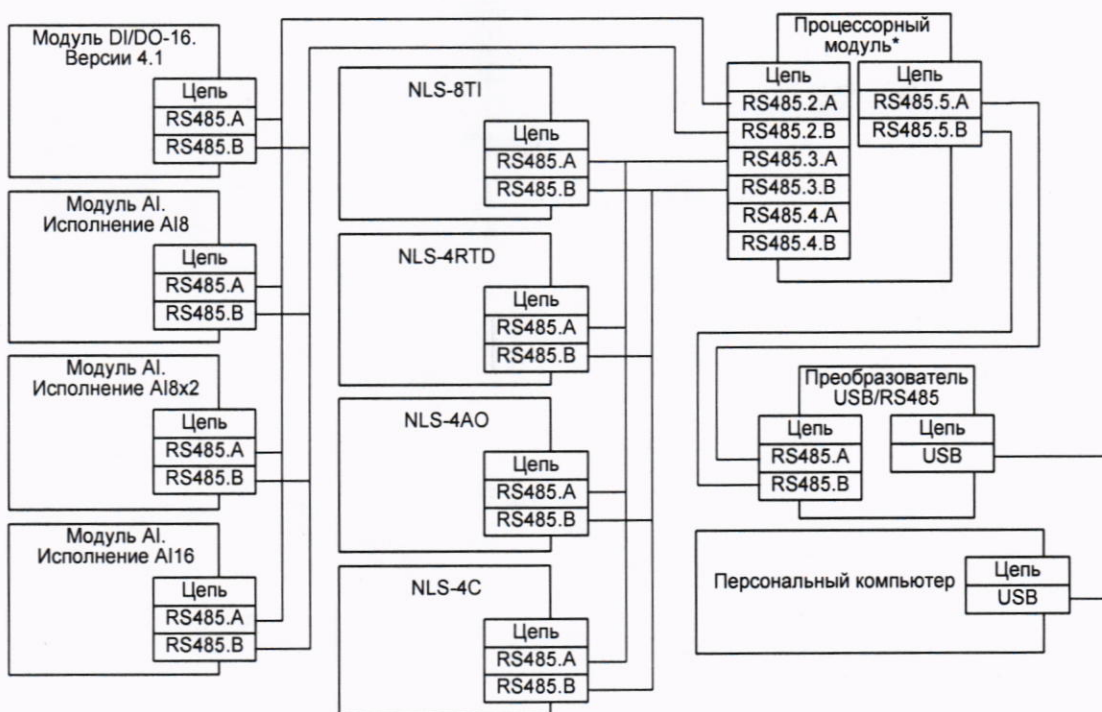 Модуль DI/DO-16.
Версии 4.1
Цепь
RS485.A
RS485.B
Модуль AI.
Исполнение AI8
Цепь
RS485.A
RS485.B
Модуль AI.
Исполнение AI8x2
Цепь
RS485.A
RS485.B
Модуль AI.
Исполнение AI16
Цепь
RS485.A
RS485.B
NLS-8TI
Цепь
RS485.A
RS485.B
NLS-4RTD
Цепь
RS485.A
RS485.B
NLS-4AO
Цепь
RS485.A
RS485.B
NLS-4C
Цепь
RS485.A
RS485.B
Процессорный
модуль*
Цепь
RS485.2.A
RS485.2.B
RS485.3.A
RS485.3.B
RS485.4.A
RS485.4.B
Цепь
RS485.5.A
RS485.5.B
Преобразователь
USB/RS485
Цепь
RS485.A
RS485.B
Цепь
USB
Персональный компьютер
Цепь
USB